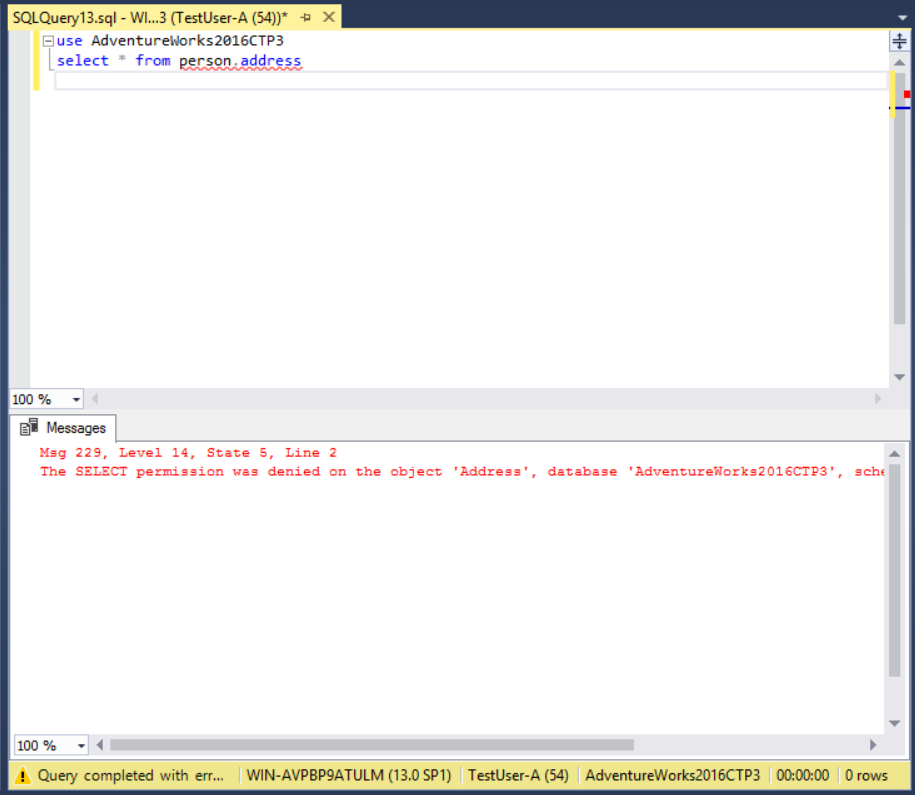 SQLQuery13.sql - WI...3 (TestUser-A (54))*
use AdventureWorks2016CTP3
select * from person.address
100 %
Messages
Msg 229, Level 14, State 5, Line 2
The SELECT permission was denied on the object 'Address', database 'AdventureWorks2016CTP3', sche
100 %
Query completed with err... WIN-AVPBP9ATULM (13.0 SP1) TestUser-A (54) AdventureWorks2016CTP3 00:00:00 0 rows